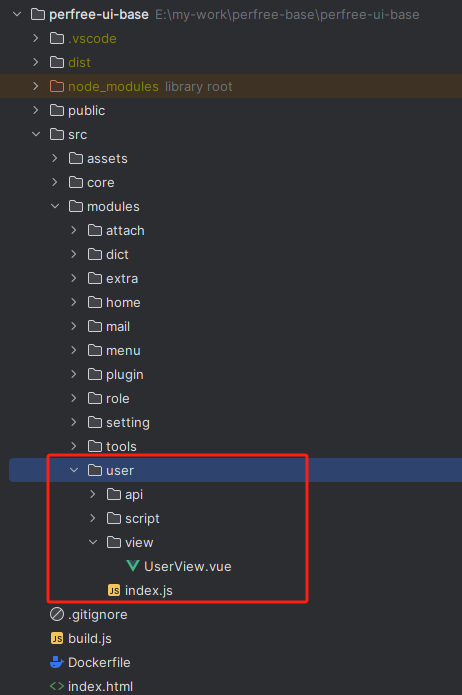 perfree-ui-base E:\my-work\perfree-base\perfree-ui-base
.vscode
dist
node_modules library root
public
src
assets
core
modules
attach
dict
extra
home
mail
menu
plugin
role
setting
tools
user
api
script
view
UserView.vue
JS index.js
.gitignore
JS build.js
Dockerfile
<> index.html